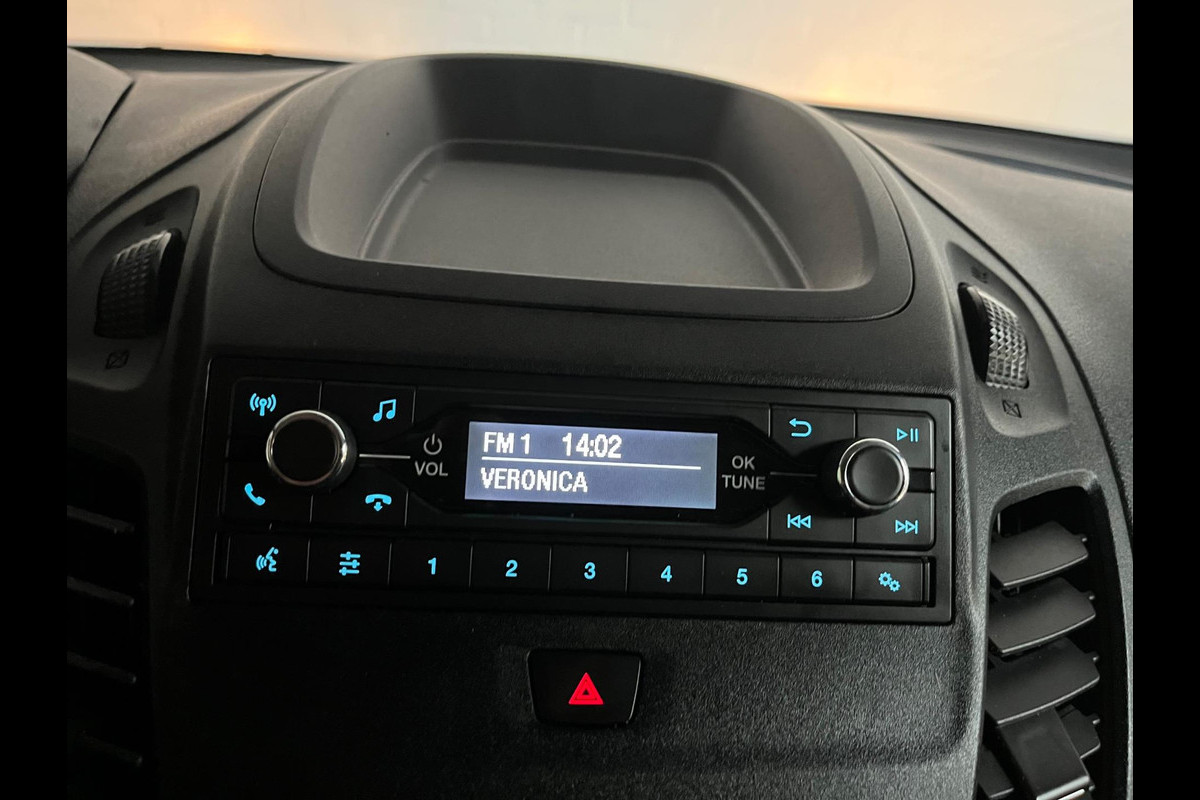 FM 1 14:02
VERONICA
VOL
OK
TUNE
1 2 3 4 5 6